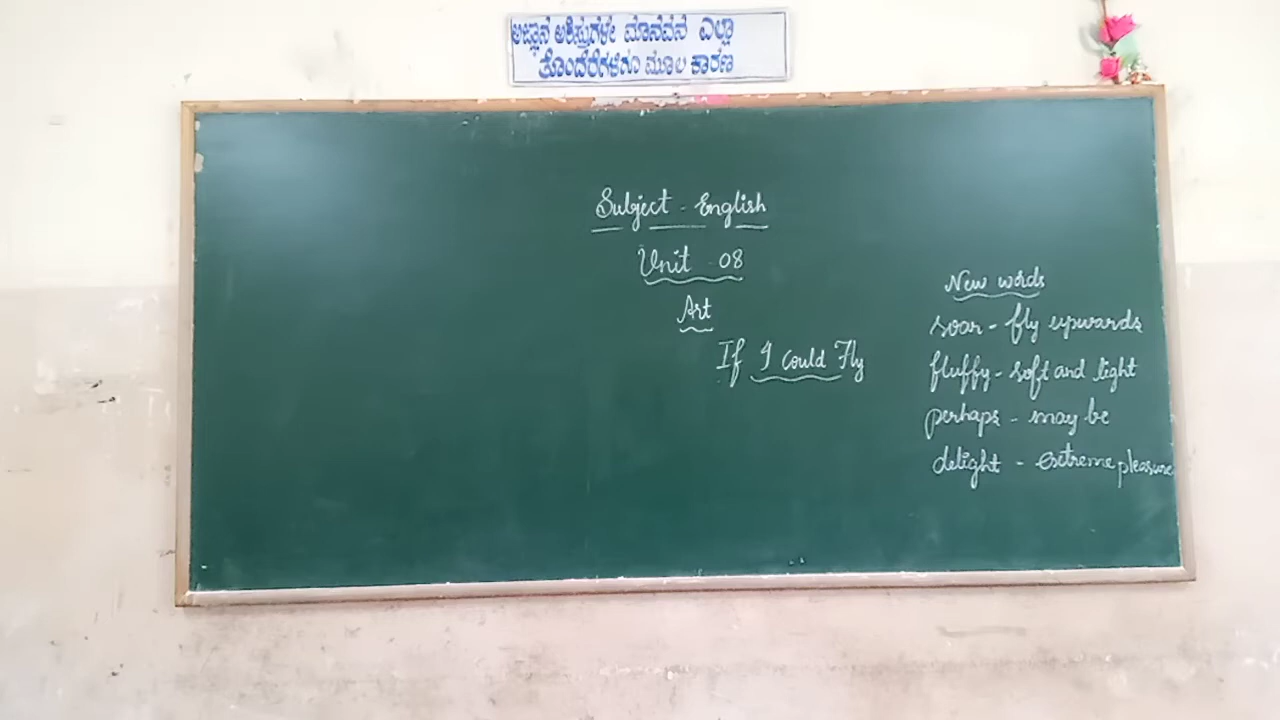 ಅಜ್ಞಾನ ಅಶಿಸ್ತುಗಳೇ ಮಾನವನ ಎಲ್ಲಾ
ತೊಂದರೆಗಳಿಗೂ ಮೂಲ ಕಾರಣ
Subject - English
Unit - 08
Art
If I could Fly
New words
soar - fly upwards
fluffy - soft and light
perhaps - may be
delight - extreme pleasure